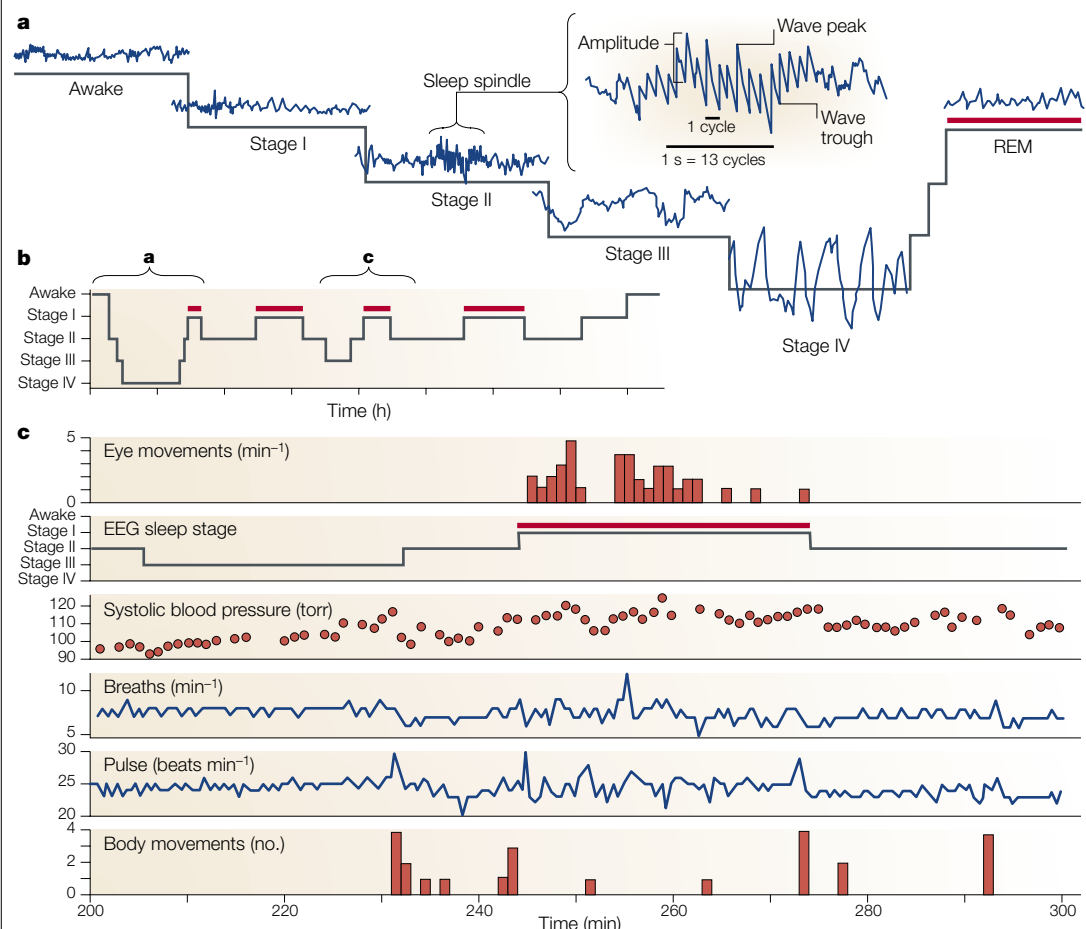 a
Awake
Stage I
Sleep spindle
Stage II
Amplitude
Wave peak
1 cycle
Wave
trough
1 s = 13 cycles
Stage III
Stage IV
REM
b
a
c
Awake
Stage I
Stage II
Stage III
Stage IV
Time (h)
c
5
0
Eye movements (min–1)
Awake
Stage I
Stage II
Stage III
Stage IV
EEG sleep stage
120
110
100
90
Systolic blood pressure (torr)
10
5
Breaths (min–1)
30
25
20
Pulse (beats min–1)
4
2
0
Body movements (no.)
200 220 240 260 280 300
Time (min)